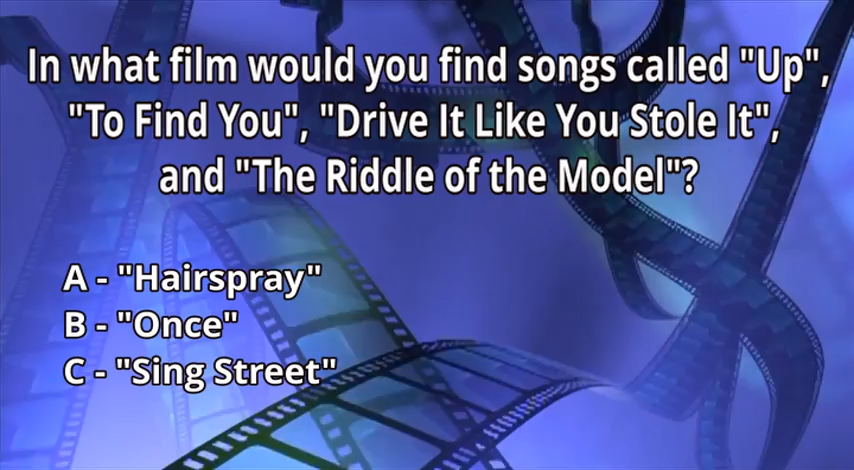 In what film would you find songs called "Up",
"To Find You", "Drive It Like You Stole It",
and "The Riddle of the Model"?
A - "Hairspray"
B - "Once"
C - "Sing Street"